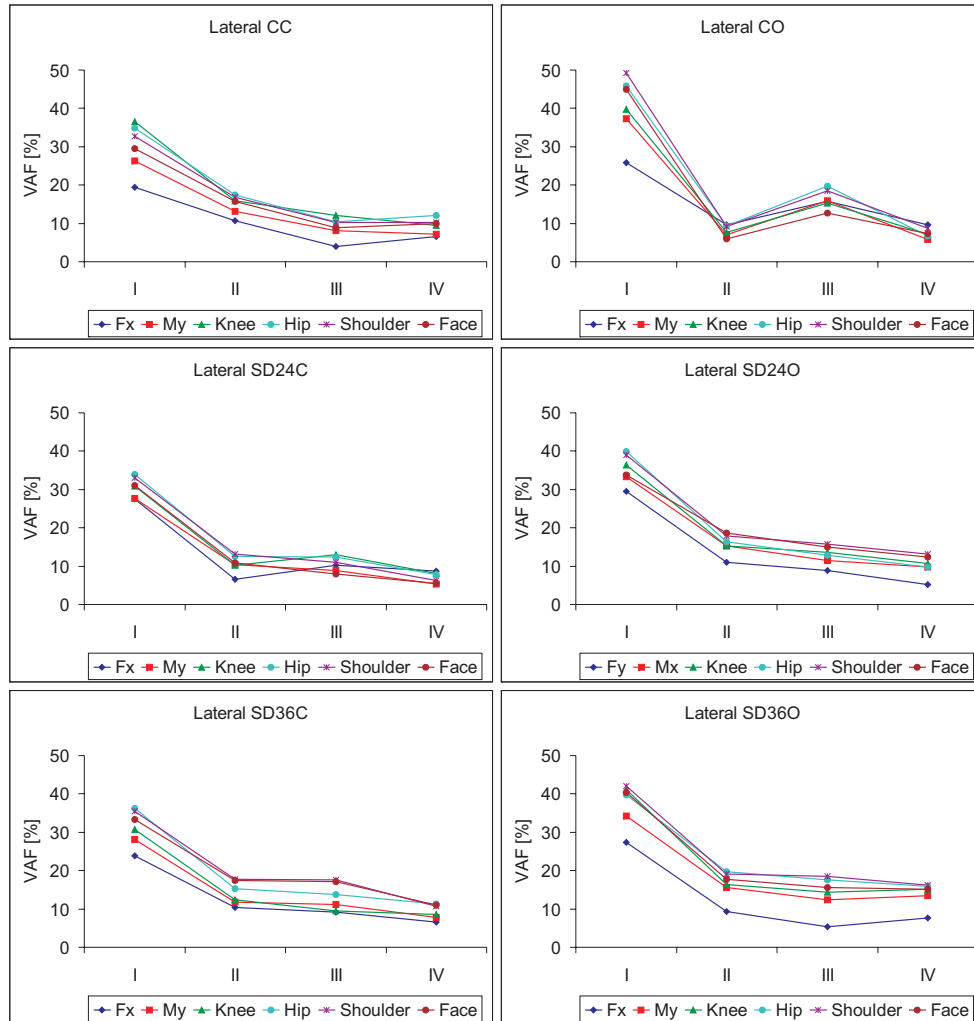 Lateral CC
VAF [%]
50
40
30
20
10
0
I II III IV
Fx My Knee Hip Shoulder Face
Lateral CO
VAF [%]
50
40
30
20
10
0
I II III IV
Fx My Knee Hip Shoulder Face
Lateral SD24C
VAF [%]
50
40
30
20
10
0
I II III IV
Fx My Knee Hip Shoulder Face
Lateral SD24O
VAF [%]
50
40
30
20
10
0
I II III IV
Fy Mx Knee Hip Shoulder Face
Lateral SD36C
VAF [%]
50
40
30
20
10
0
I II III IV
Fx My Knee Hip Shoulder Face
Lateral SD36O
VAF [%]
50
40
30
20
10
0
I II III IV
Fx My Knee Hip Shoulder Face